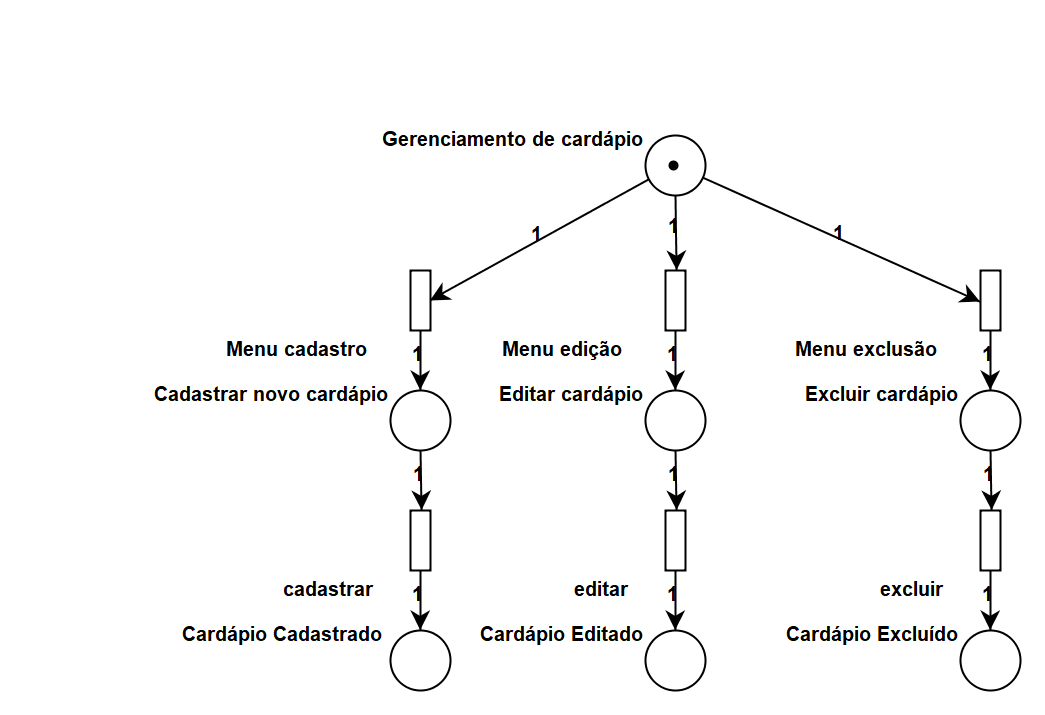 Gerenciamento de cardápio
1 1 1
Menu cadastro 1 Menu edição 1 Menu exclusão 1
Cadastrar novo cardápio Editar cardápio Excluir cardápio
1 1 1
cadastrar 1 editar 1 excluir 1
Cardápio Cadastrado Cardápio Editado Cardápio Excluído